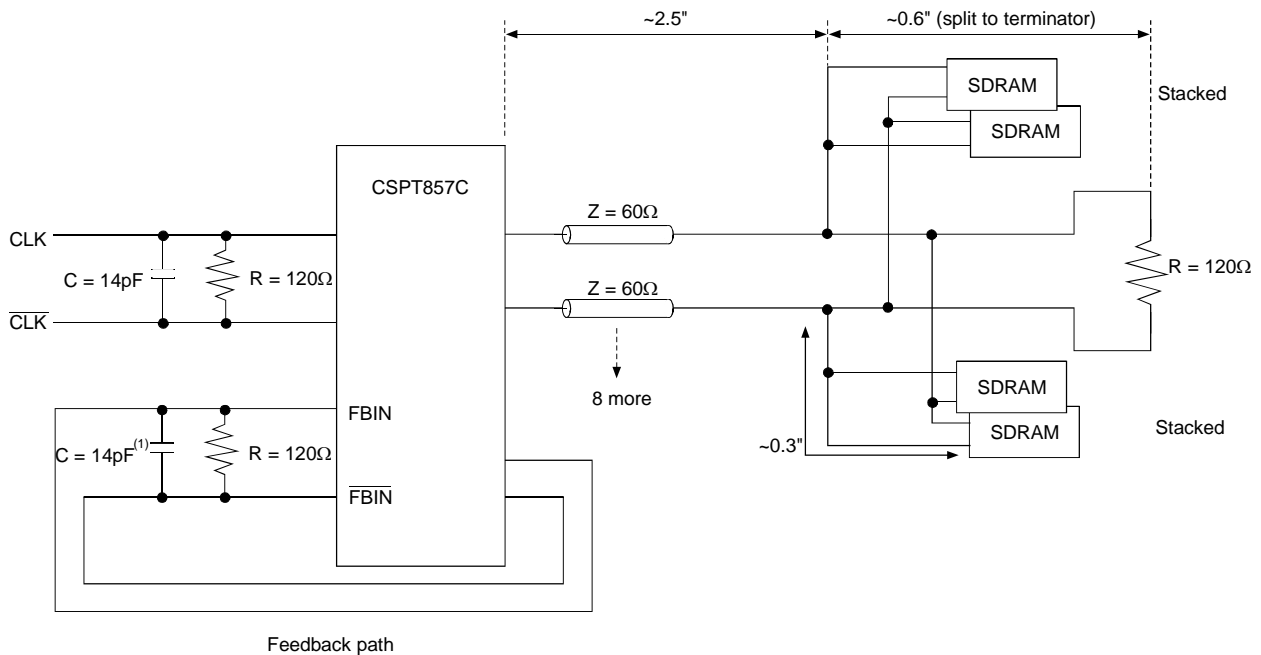 ~2.5"
~0.6" (split to terminator)
SDRAM
Stacked
SDRAM
CSPT857C
Z = 60Ω
CLK
C = 14pF
R = 120Ω
R = 120Ω
CLK
Z = 60Ω
8 more
SDRAM
FBIN
SDRAM
Stacked
C = 14pF(1)
R = 120Ω
~0.3"
FBIN
Feedback path